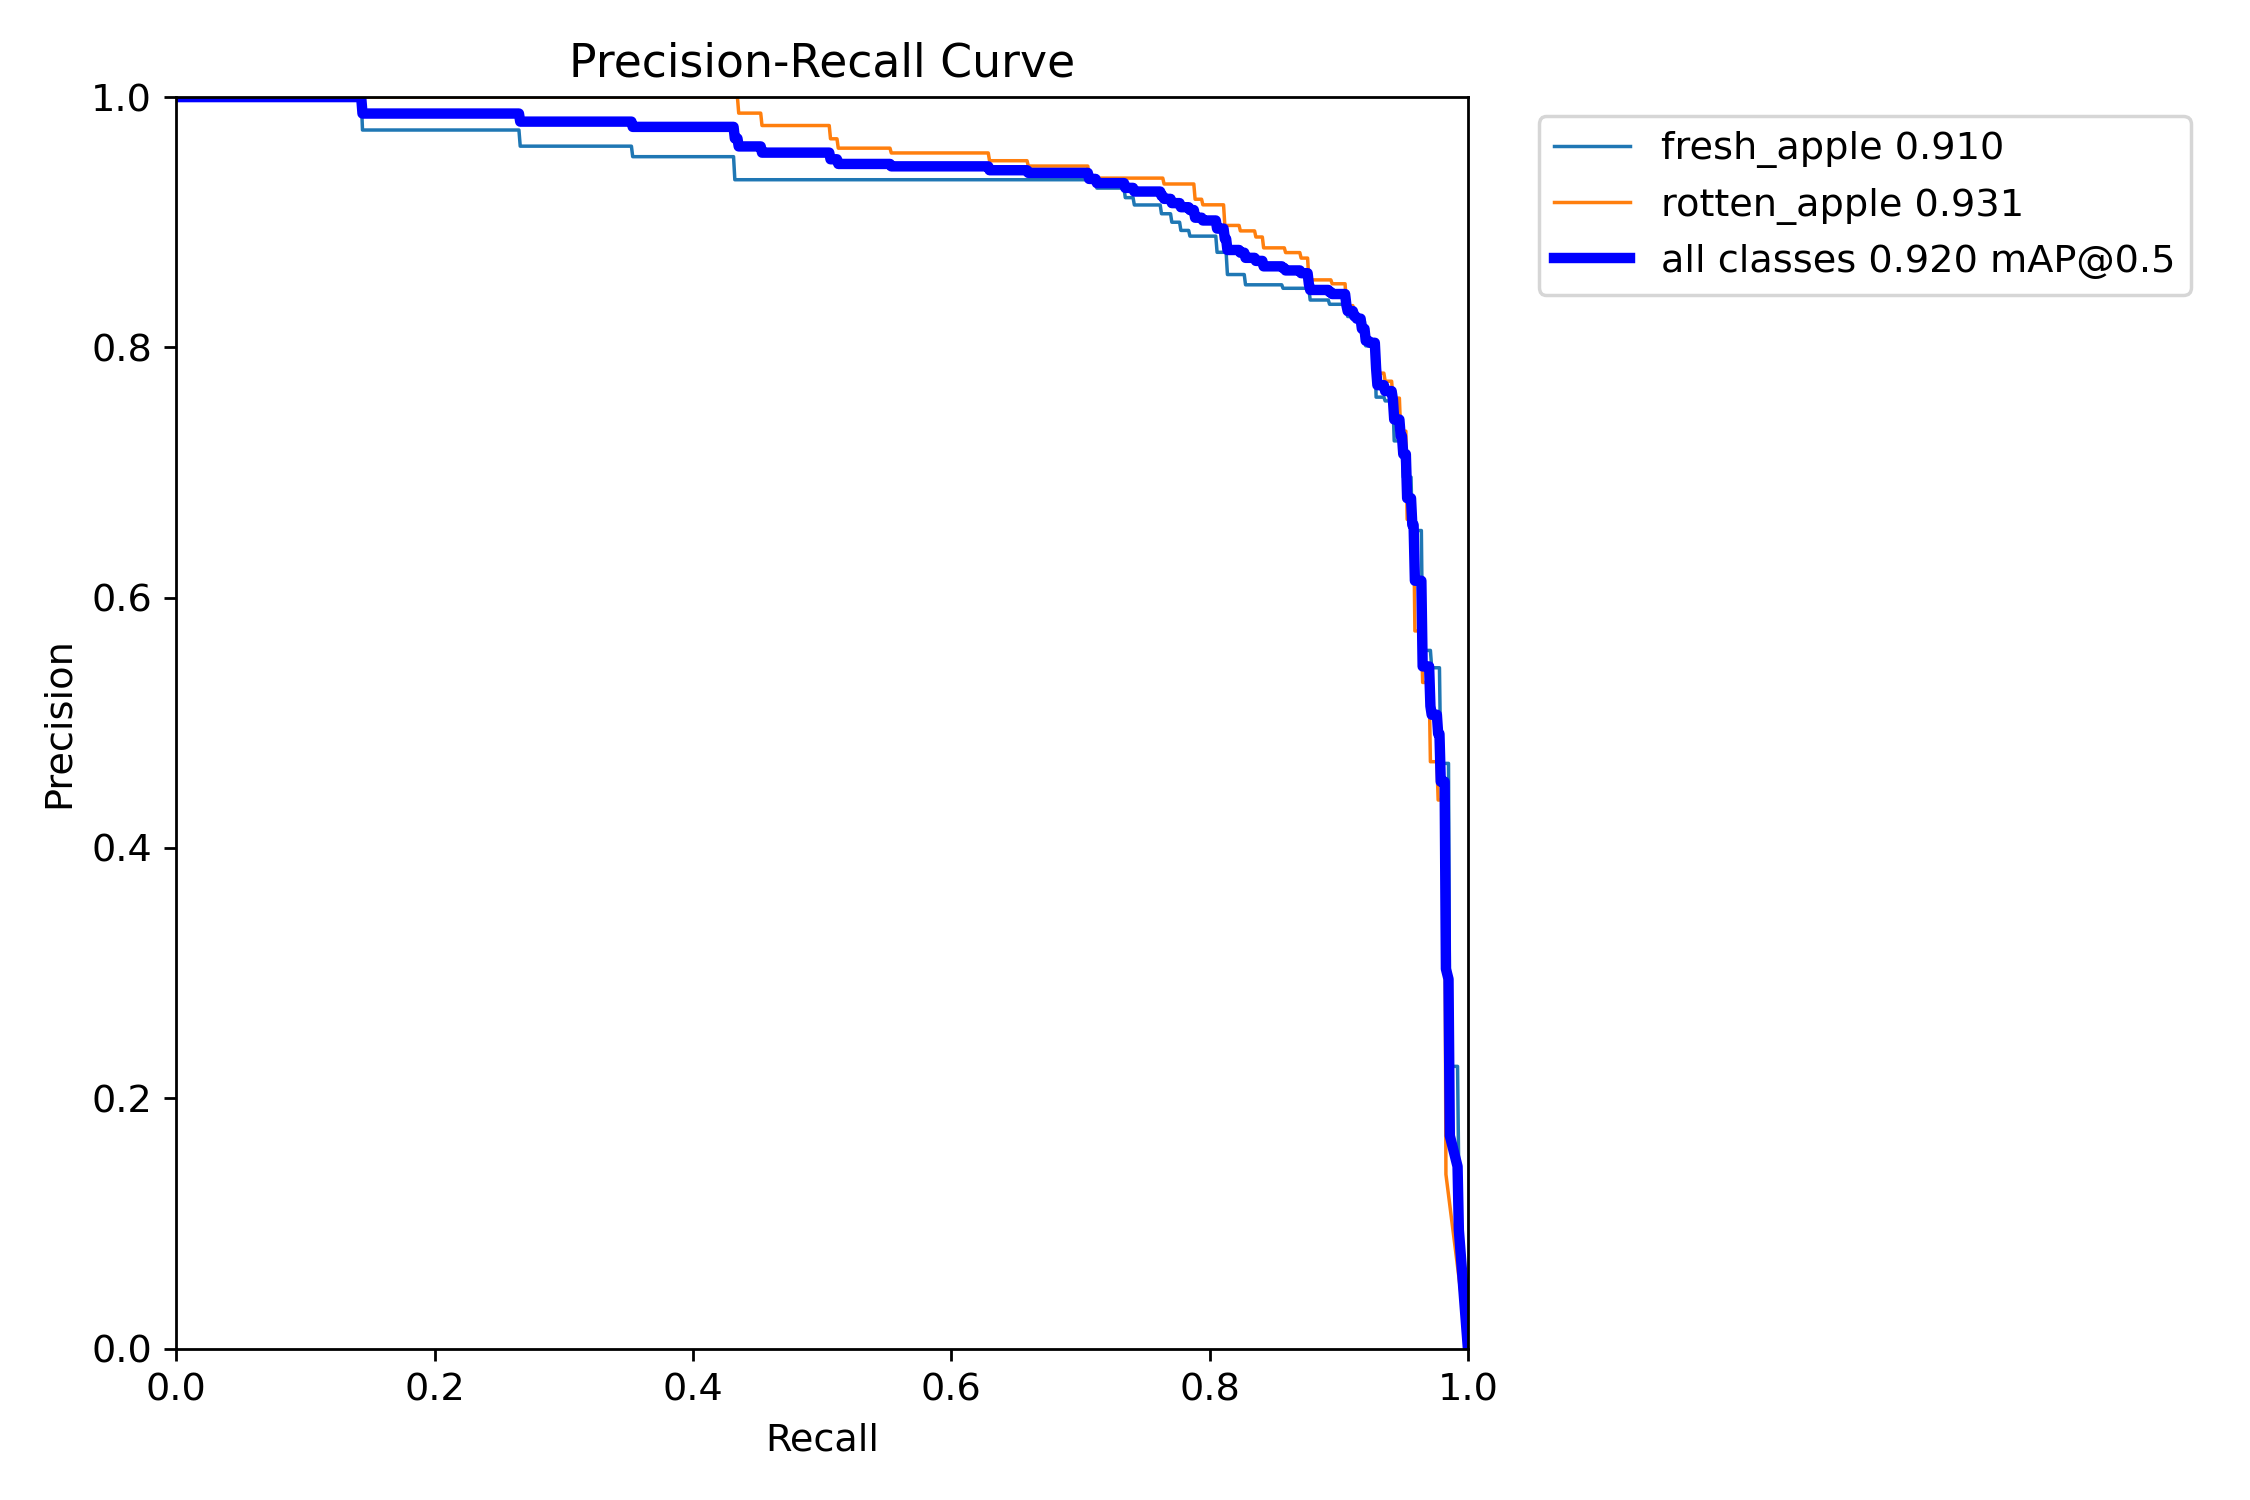 Precision-Recall Curve
1.0
0.8
0.6
0.4
0.2
0.0
Precision
0.0 0.2 0.4 0.6 0.8 1.0
Recall
fresh_apple 0.910
rotten_apple 0.931
all classes 0.920 mAP@0.5